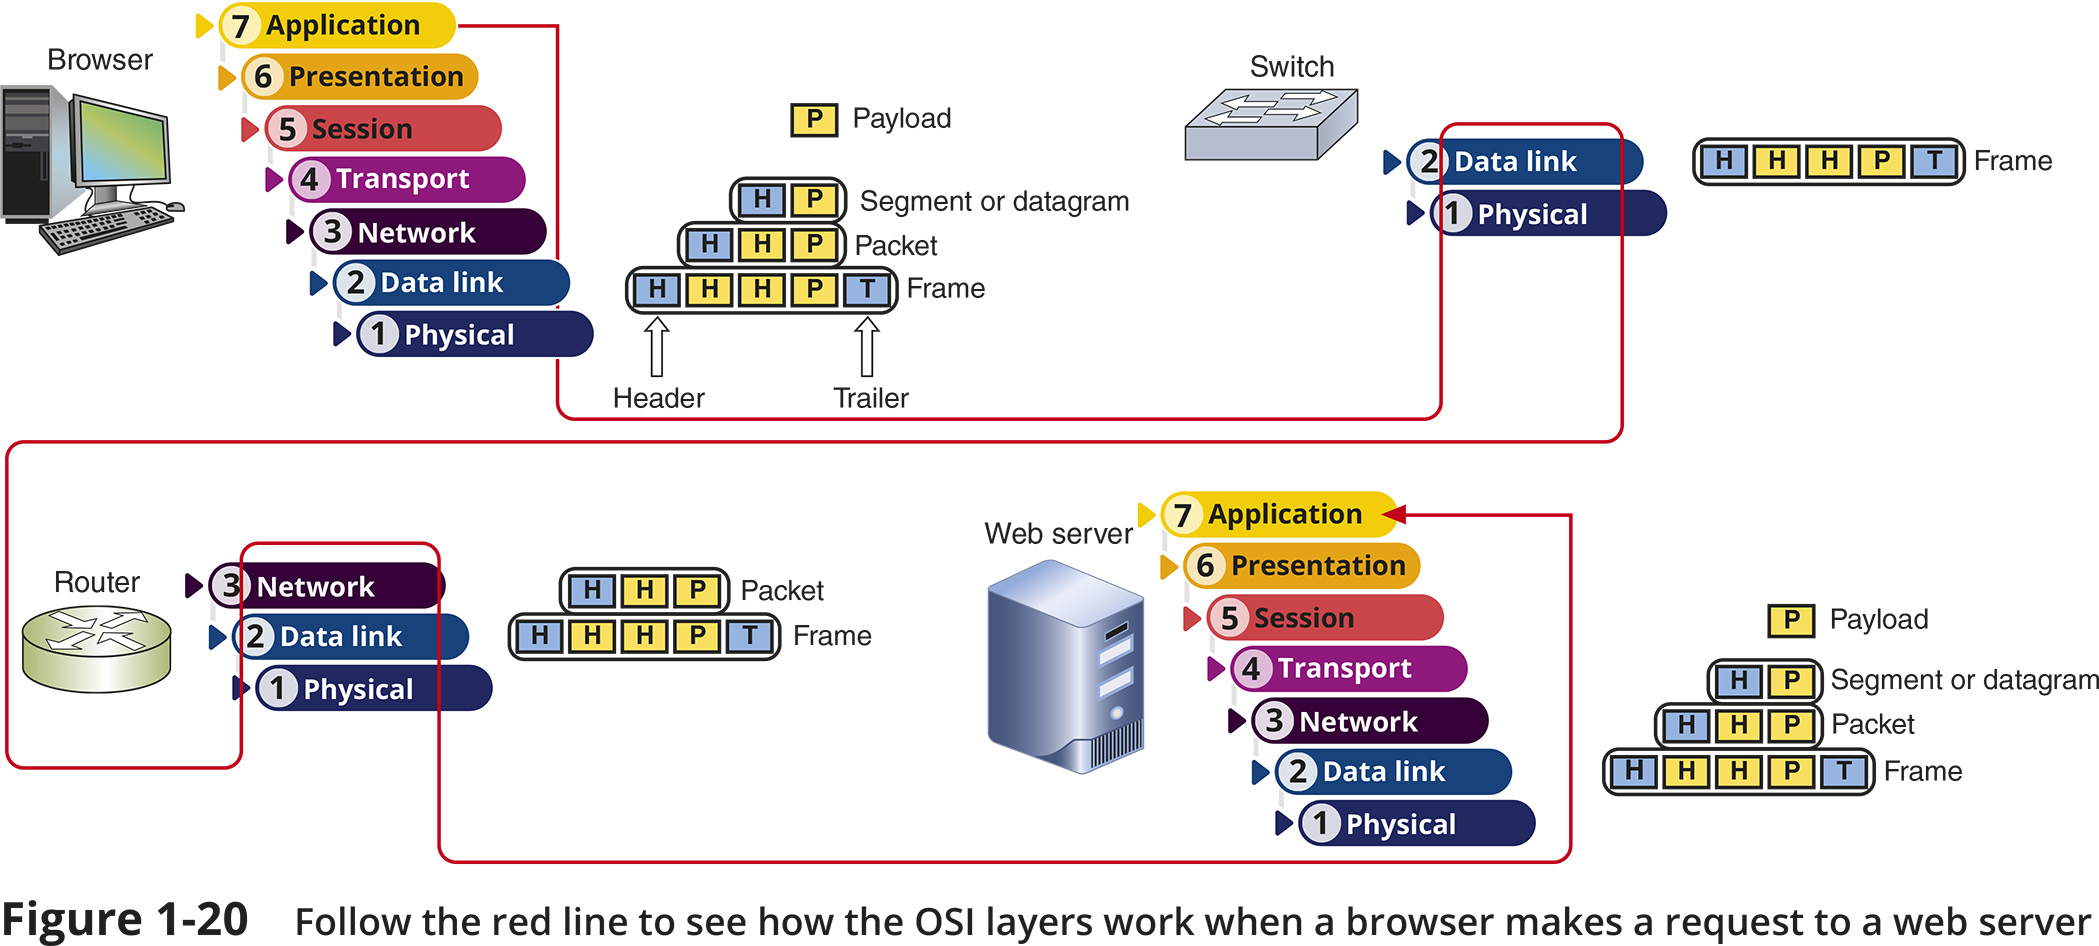 Browser
7 Application
6 Presentation
5 Session
4 Transport
3 Network
2 Data link
1 Physical
P Payload
H P Segment or datagram
H H P Packet
H H H P T Frame
Header Trailer
Switch
2 Data link
1 Physical
H H H P T Frame
Router
3 Network
2 Data link
1 Physical
H H P Packet
H H H P T Frame
Web server
7 Application
6 Presentation
5 Session
4 Transport
3 Network
2 Data link
1 Physical
P Payload
H P Segment or datagram
H H P Packet
H H H P T Frame
Figure 1-20 Follow the red line to see how the OSI layers work when a browser makes a request to a web server